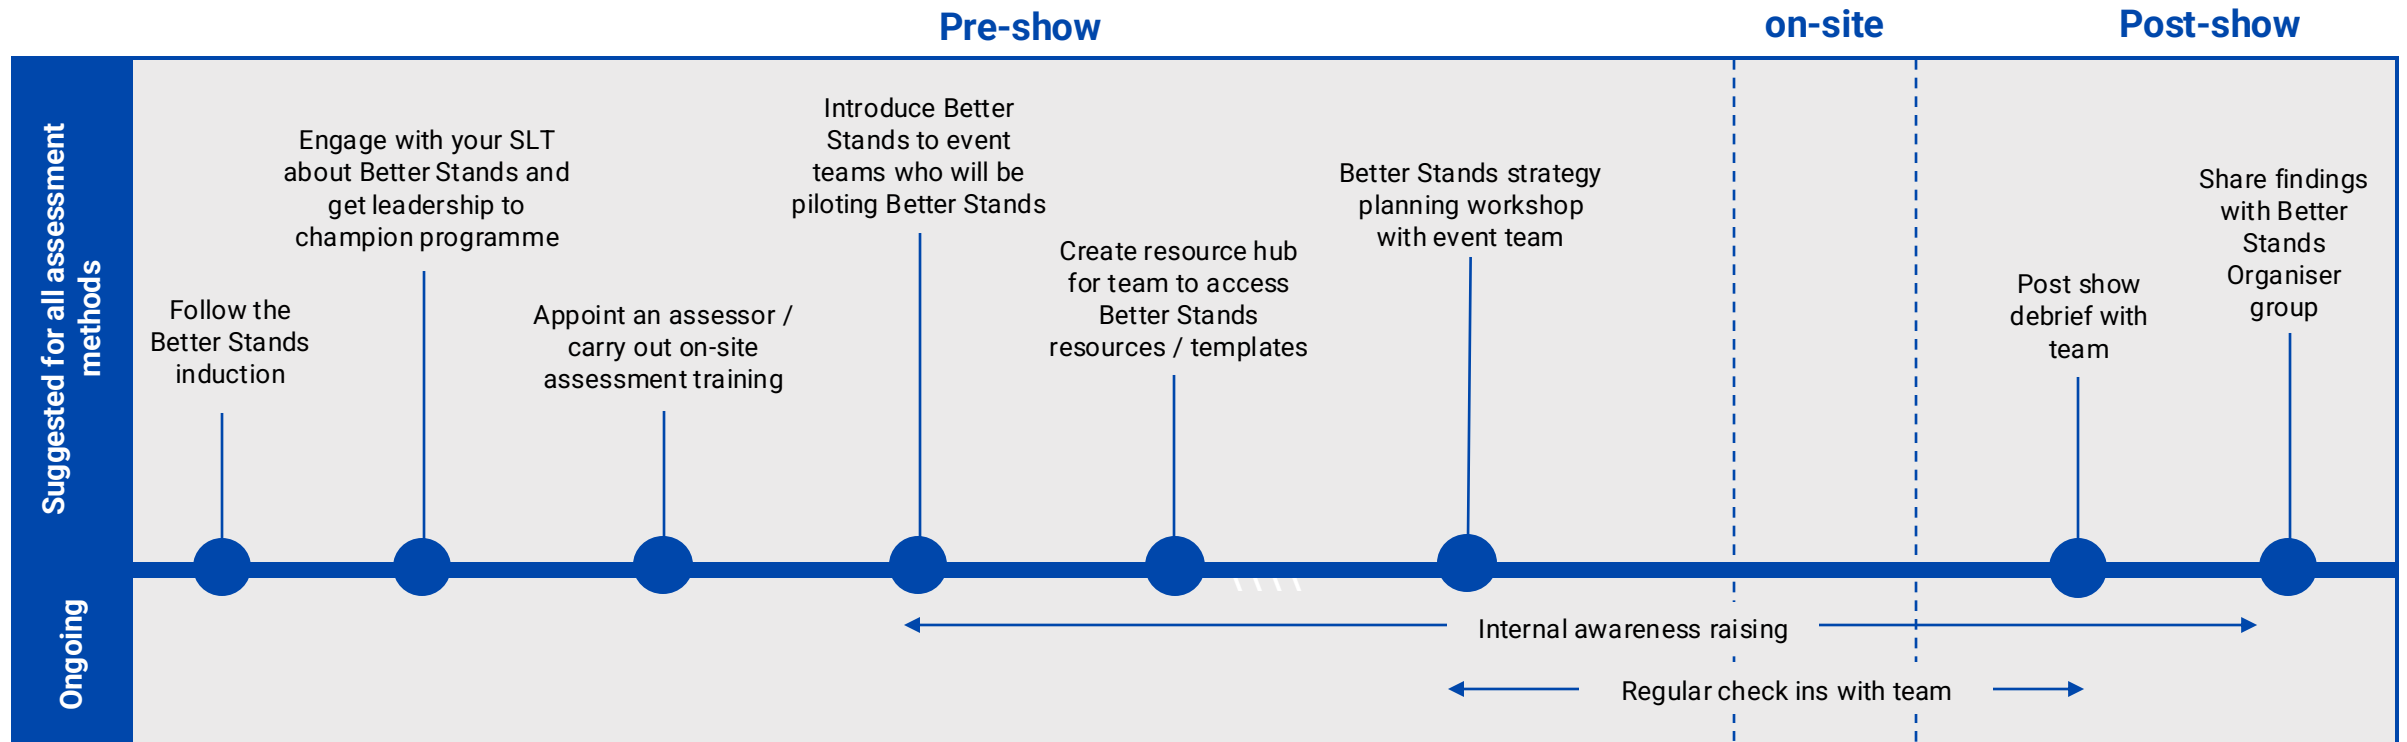 Pre-show
on-site
Post-show
Suggested for all assessment
methods
Follow the
Better Stands
induction
Engage with your SLT
about Better Stands and
get leadership to
champion programme
Appoint an assessor /
carry out on-site
assessment training
Introduce Better
Stands to event
teams who will be
piloting Better Stands
Create resource hub
for team to access
Better Stands
resources / templates
Better Stands strategy
planning workshop
with event team
Post show
debrief with
team
Share findings
with Better
Stands
Organiser
group
Ongoing
Internal awareness raising
Regular check ins with team